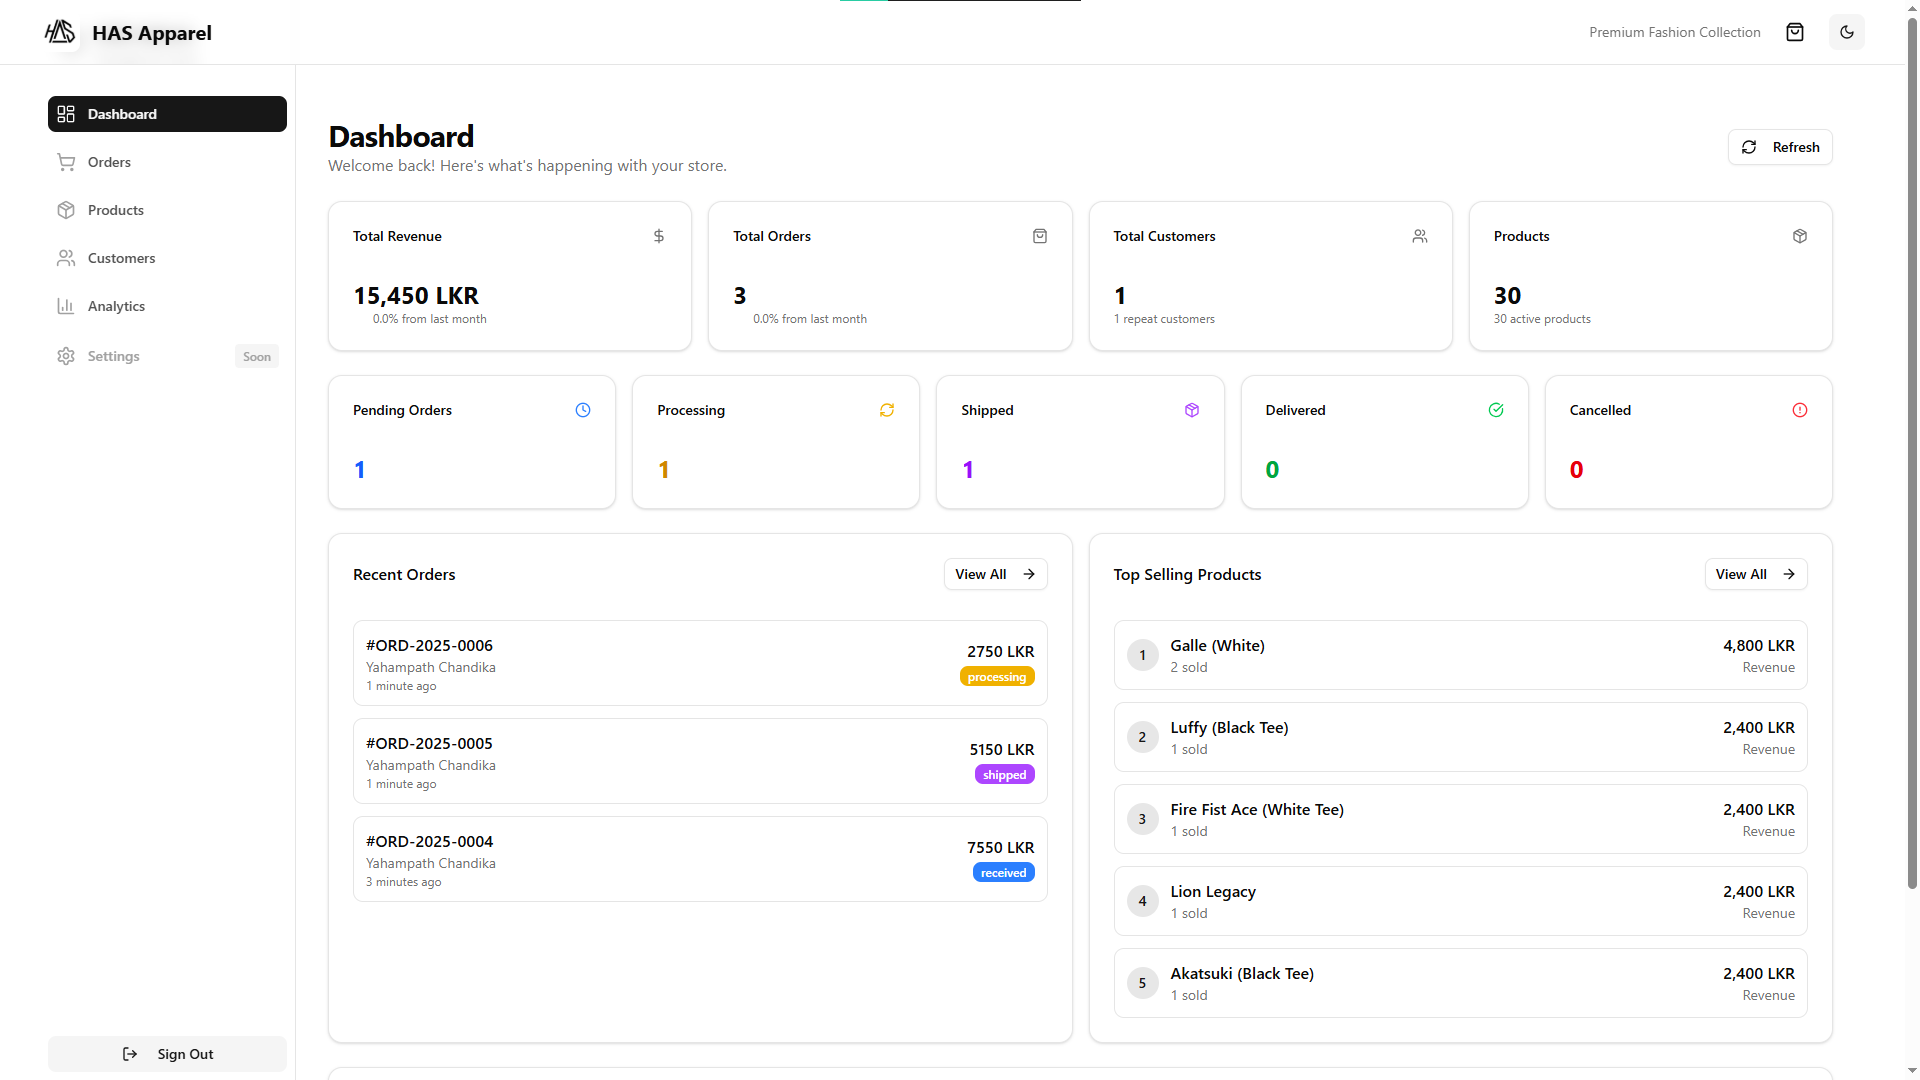 HAS
HAS Apparel
Premium Fashion Collection
Dashboard
Orders
Products
Customers
Analytics
Settings
Soon
Sign Out
Dashboard
Welcome back! Here's what's happening with your store.
Refresh
Total Revenue
15,450 LKR
0.0% from last month
Total Orders
3
0.0% from last month
Total Customers
1
1 repeat customers
Products
30
30 active products
Pending Orders
1
Processing
1
Shipped
1
Delivered
0
Cancelled
0
Recent Orders
View All
#ORD-2025-0006
Yahampath Chandika
1 minute ago
2750 LKR
processing
#ORD-2025-0005
Yahampath Chandika
1 minute ago
5150 LKR
shipped
#ORD-2025-0004
Yahampath Chandika
3 minutes ago
7550 LKR
received
Top Selling Products
View All
1
Galle (White)
2 sold
4,800 LKR
Revenue
2
Luffy (Black Tee)
1 sold
2,400 LKR
Revenue
3
Fire Fist Ace (White Tee)
1 sold
2,400 LKR
Revenue
4
Lion Legacy
1 sold
2,400 LKR
Revenue
5
Akatsuki (Black Tee)
1 sold
2,400 LKR
Revenue